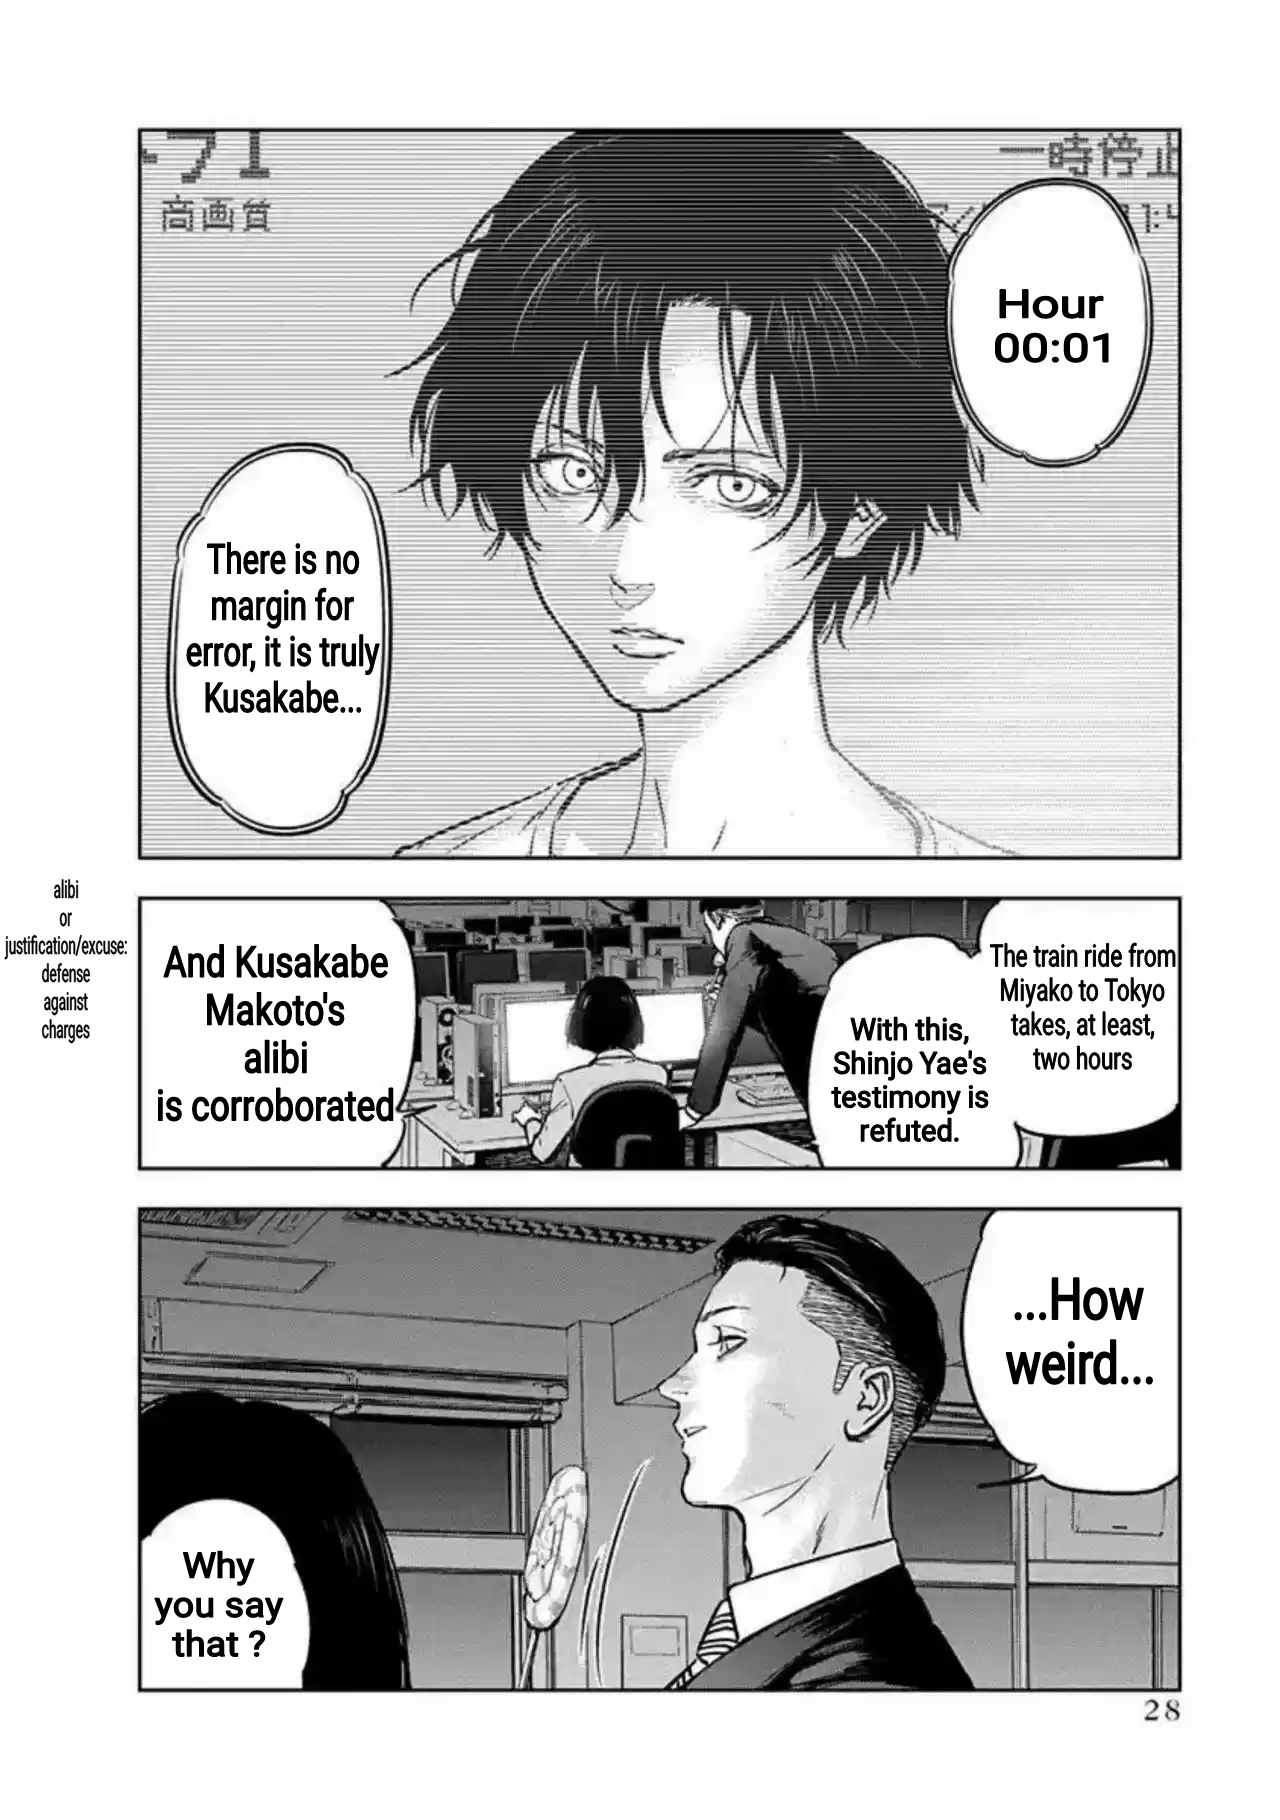 一時停止
71
高画質
Hour
00:01
There is no
margin for
error, it is truly
Kusakabe...
The train ride from
Miyako to Tokyo
takes, at least,
two hours
With this,
Shinjo Yae's
testimony is
refuted.
And Kusakabe
Makoto's
alibi
is corroborated
alibi
or
justification/excuse:
defense
against
charges
...How
weird...
Why
you say
that ?
28